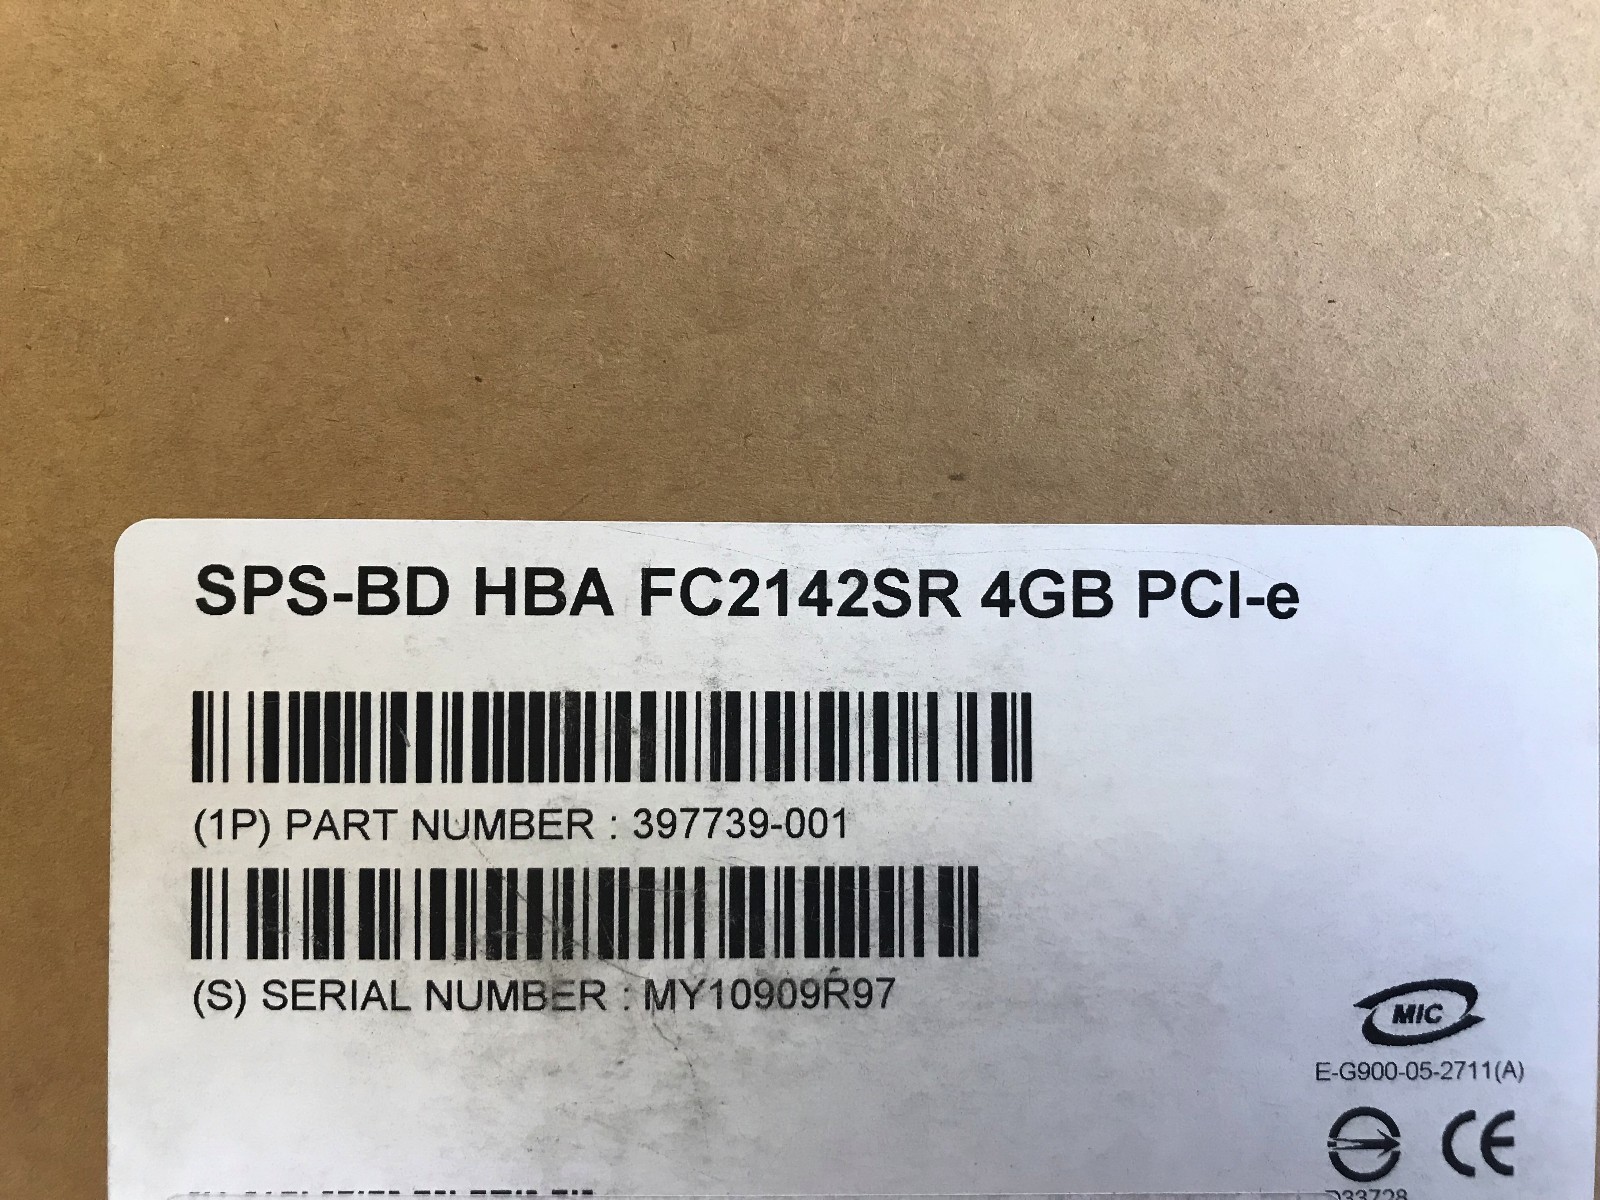 SPS-BD HBA FC2142SR 4GB PCI-e
(1P) PART NUMBER : 397739-001
(S) SERIAL NUMBER : MY10909R97
MIC
E-G900-05-2711(A)
CE
D33728